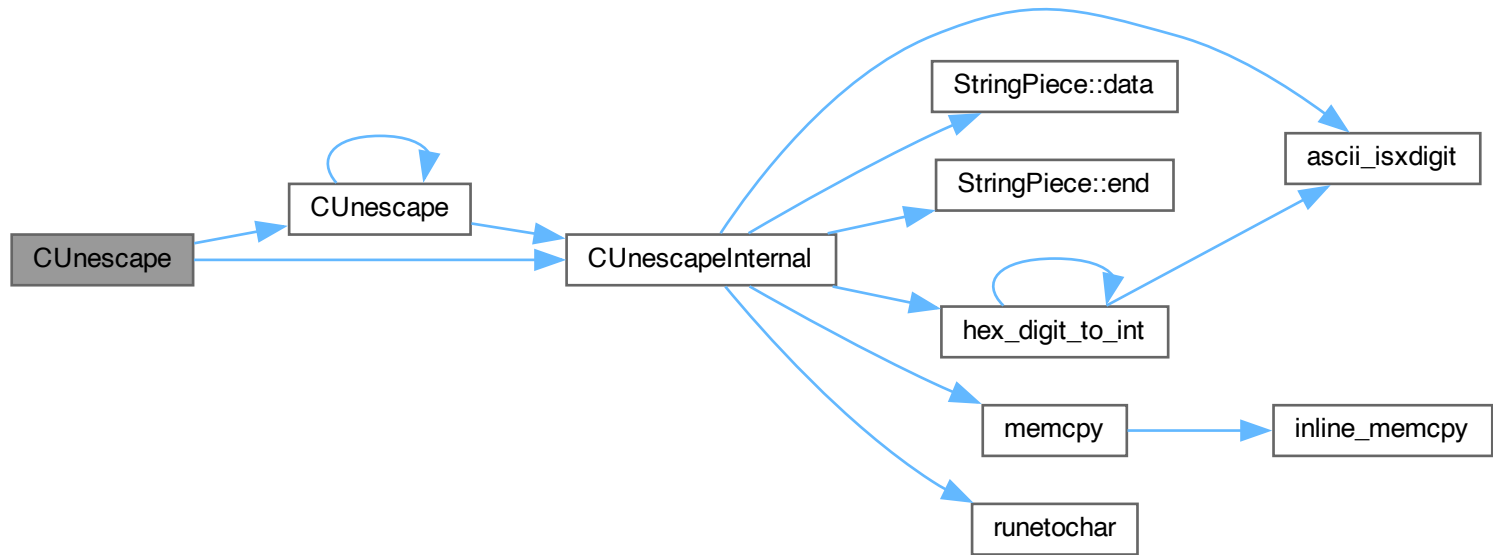 CUnescape
CUnescape
CUnescapeInternal
StringPiece::data
StringPiece::end
ascii_isxdigit
hex_digit_to_int
memcpy
inline_memcpy
runetochar